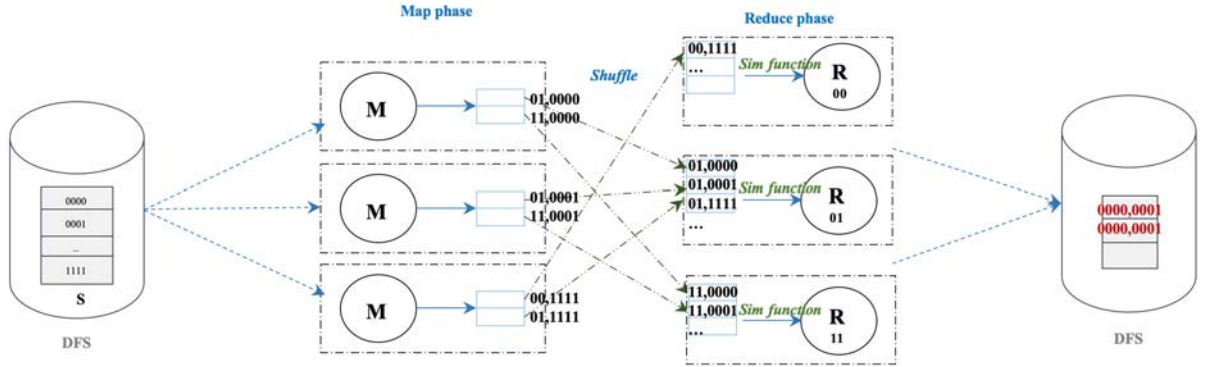 Map phase
Reduce phase
Shuffle
0000
0001
...
1111
S
DFS
M
01,0000
11,0000
M
01,0001
11,0001
M
00,1111
01,1111
00,1111
...
Sim function
R
00
01,0000
01,0001
01,1111
...
Sim function
R
01
11,0000
11,0001
...
Sim function
R
11
0000,0001
0000,0001
DFS